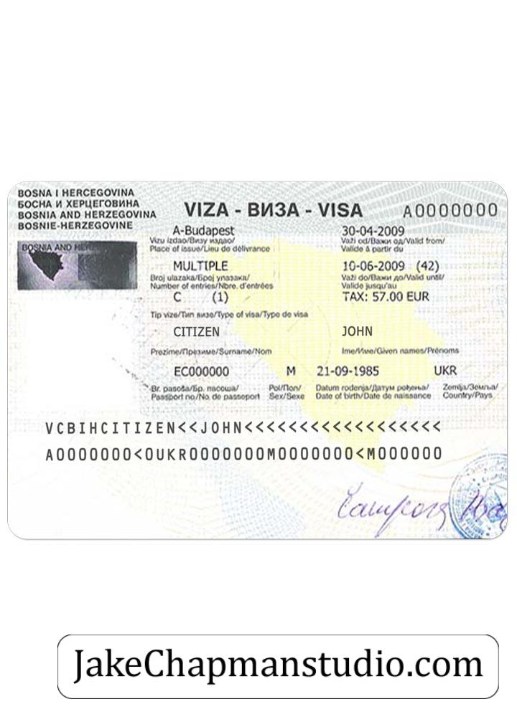 BOSNA I HERCEGOVINA
БОСНА И ХЕРЦЕГОВИНА
BOSNIA AND HERZEGOVINA
BOSNIE-HERZEGOVINE
VIZA - ВИЗА - VISA
A0000000
BOSNIA AND HER
A-Budapest
30-04-2009
Vizu izdao/Визу издао/
Važi od/Важи од/Valid from/
Place of issue/Lieu de délivrance
Valide à partir du
MULTIPLE
10-06-2009 (42)
Broj ulazaka/Број улазака/
Važi do/Важи до/Valid until/
Number of entries/Nbre. d'entrées
Valide jusqu'au
C (1)
TAX: 57.00 EUR
Tip vize/Тип визе/Type of visa/Type de visa
CITIZEN
JOHN
Prezime/Презиме/Surname/Nom
Ime/Име/Given names/Prénoms
EC000000 M 21-09-1985 UKR
Br. pasoša/Бр. пасоша/ Pol/Пол/ Datum rođenja/Датум рођења/ Zemlja/Земља/
Passport no/No. de passeport Sex/Sexe Date of birth/Date de naissance Country/Pays
VCBIHCITIZEN<<JOHN<<<<<<<<<<<<<<<<<<
A0000000<0UKR0000000M0000000<M000000
JakeChapmanstudio.com